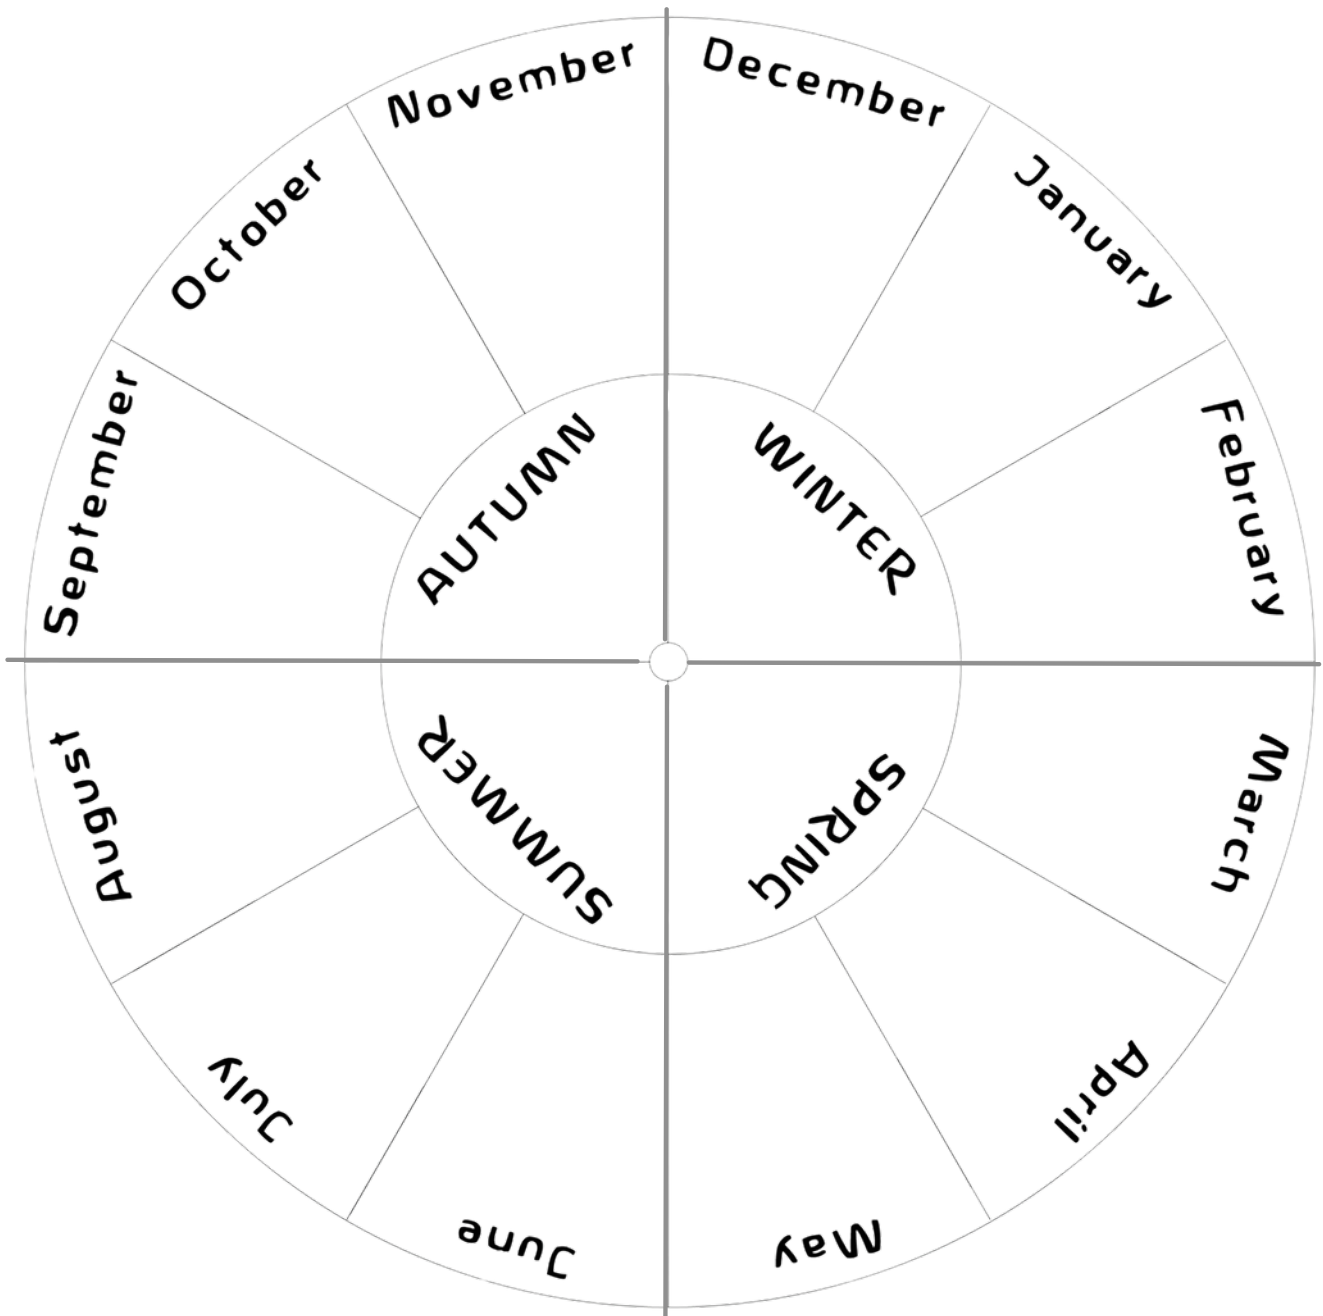 December
January
February
March
April
May
June
July
August
September
October
November
WINTER
SPRING
SUMMER
AUTUMN